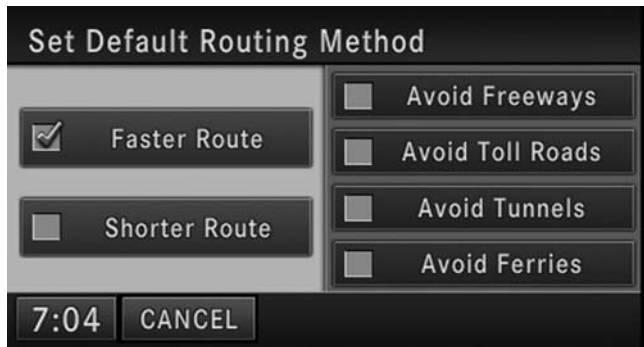 Set Default Routing Method
Faster Route
Shorter Route
Avoid Freeways
Avoid Toll Roads
Avoid Tunnels
Avoid Ferries
7:04
CANCEL